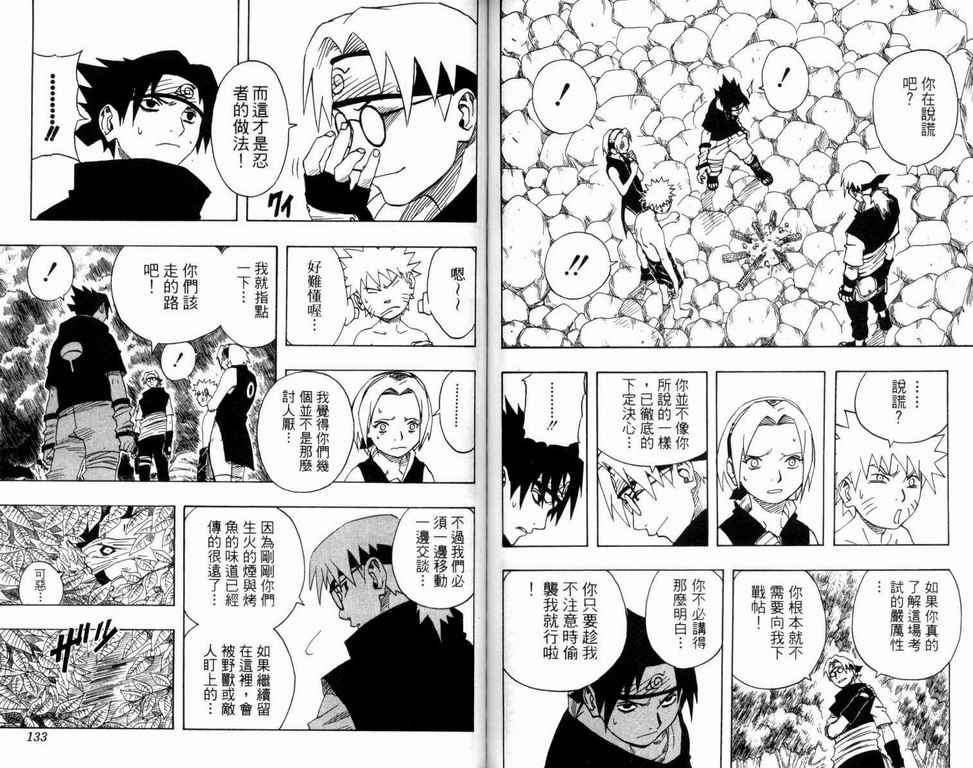 你在說謊
吧？
！
！
！！
……
說謊？
你並不像你
所說的一樣
，已徹底的
下定決心…
………!!
如果你真的
了解這場考
試的嚴厲性
…
你根本就不
需要向我下
戰帖！
你不必講得
那麼明白…
你只要趁我
不注意時偷
襲我就行啦
！
而這才是忍
者的做法！
クイ
………!!
嗯～
好難懂喔…
………
我覺得你們幾
個並不是那麼
討人厭…
我就指點
一下…
你們該
走的路
吧！
！
！
不過我們必
須一邊移動
一邊交談…
因為剛剛你們
生火的煙與烤
魚的味道已經
傳的很遠了…
如果繼續留
在這裡，會
被野獸或敵
人盯上的…
可惡…
ガサガサ
133